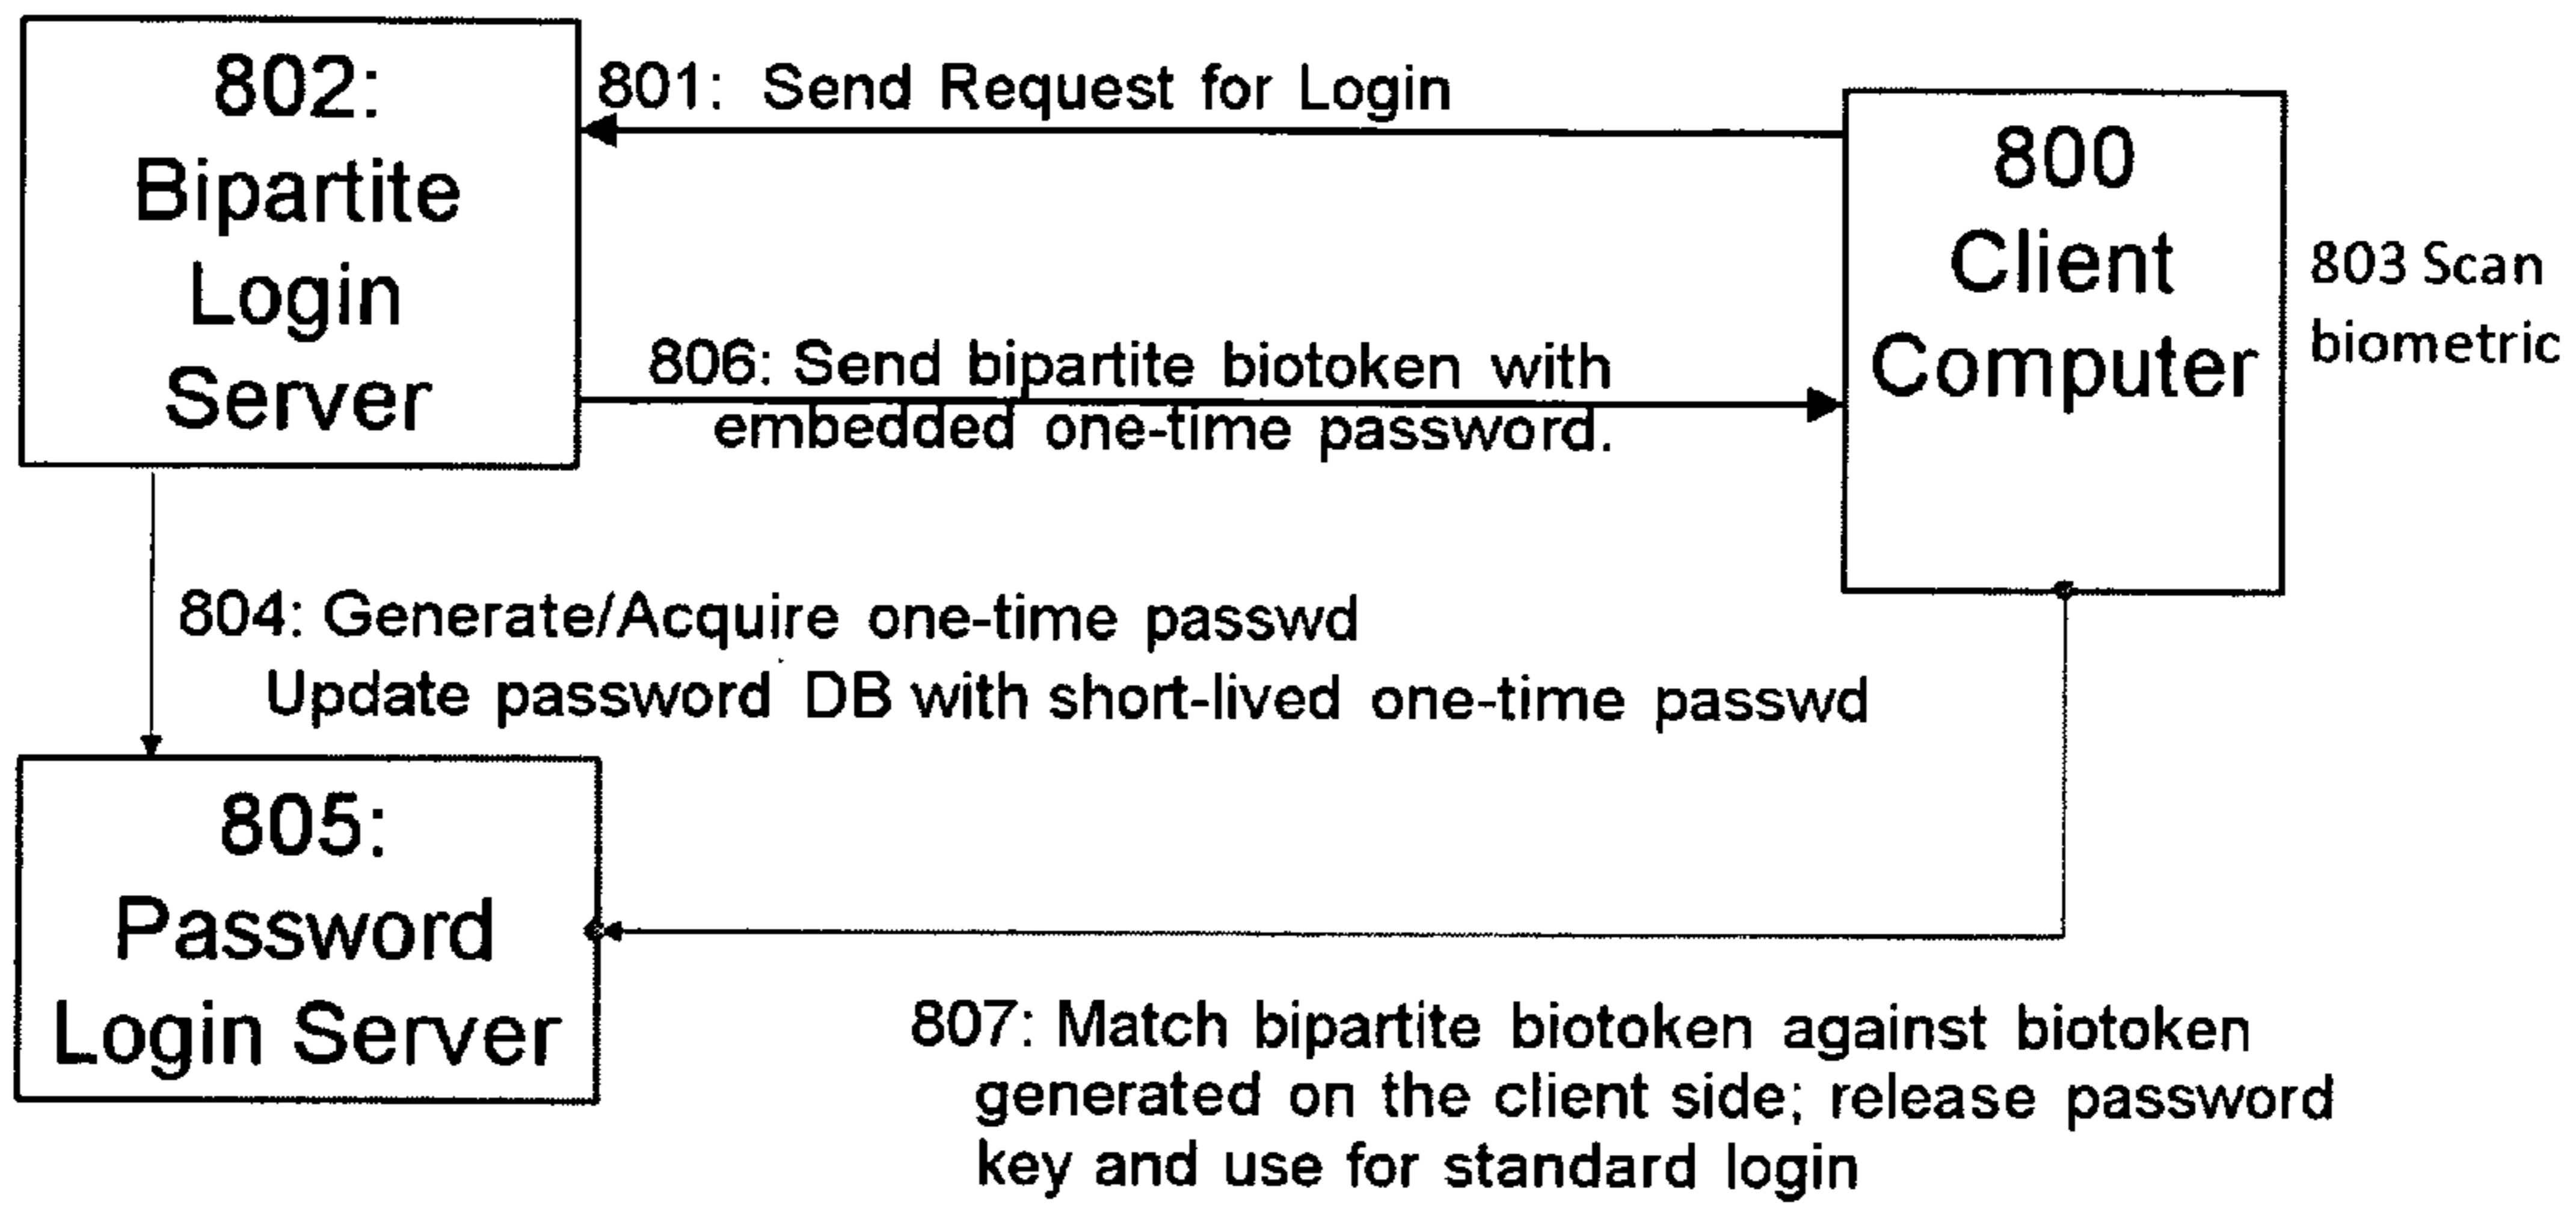 802:
Bipartite
Login
Server
801: Send Request for Login
800
Client
Computer
803 Scan
biometric
806: Send bipartite biotoken with
embedded one-time password.
804: Generate/Acquire one-time passwd
Update password DB with short-lived one-time passwd
805:
Password
Login Server
807: Match bipartite biotoken against biotoken
generated on the client side; release password
key and use for standard login